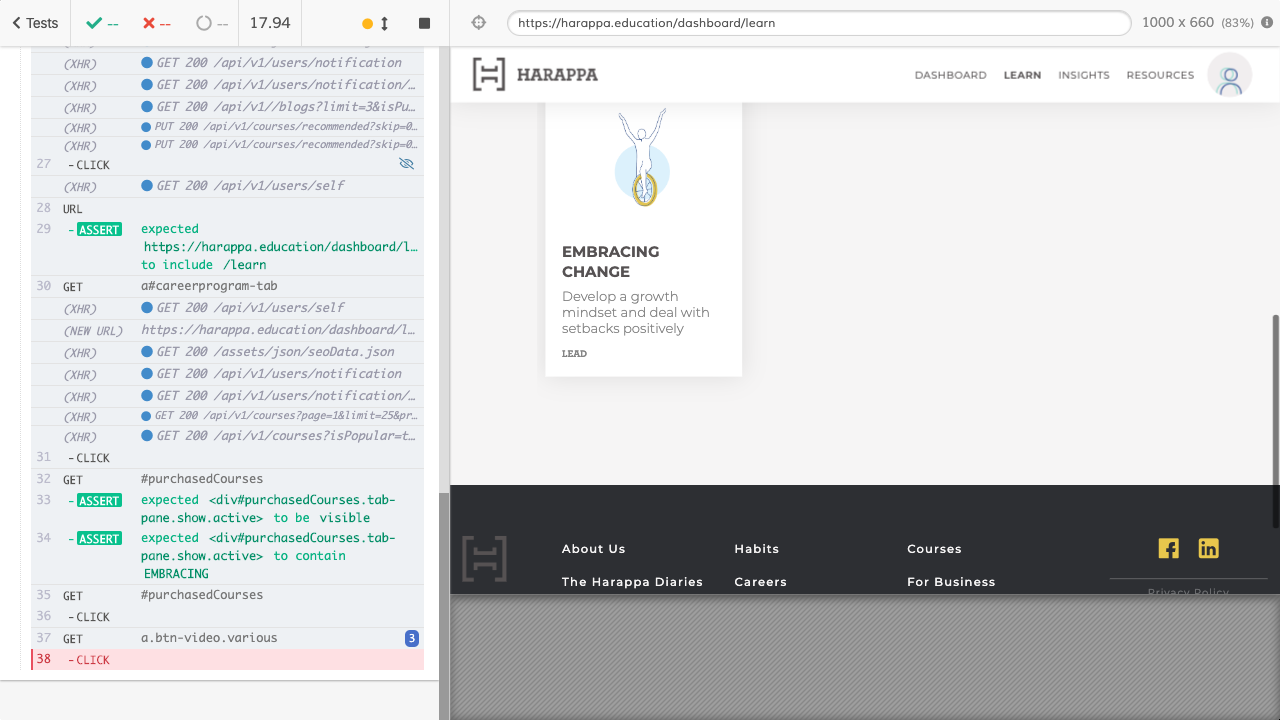 Tests -- -- -- 17.94
https://harappa.education/dashboard/learn 1000 x 660 (83%)
(XHR) GET 200 /api/v1/users/notification
(XHR) GET 200 /api/v1/users/notification/...
(XHR) GET 200 /api/v1//blogs?limit=3&isPu...
(XHR) PUT 200 /api/v1/courses/recommended?skip=0...
(XHR) PUT 200 /api/v1/courses/recommended?skip=0...
27 -CLICK
(XHR) GET 200 /api/v1/users/self
28 URL
29 -ASSERT expected
https://harappa.education/dashboard/l...
to include /learn
30 GET a#careerprogram-tab
(XHR) GET 200 /api/v1/users/self
(NEW URL) https://harappa.education/dashboard/l...
(XHR) GET 200 /assets/json/seoData.json
(XHR) GET 200 /api/v1/users/notification
(XHR) GET 200 /api/v1/users/notification/...
(XHR) GET 200 /api/v1/courses?page=1&limit=25&pr...
(XHR) GET 200 /api/v1/courses?isPopular=t...
31 -CLICK
32 GET #purchasedCourses
33 -ASSERT expected <div#purchasedCourses.tab-
pane.show.active> to be visible
34 -ASSERT expected <div#purchasedCourses.tab-
pane.show.active> to contain
EMBRACING
35 GET #purchasedCourses
36 -CLICK
37 GET a.btn-video.various 3
38 -CLICK
HARAPPA
DASHBOARD LEARN INSIGHTS RESOURCES
EMBRACING
CHANGE
Develop a growth
mindset and deal with
setbacks positively
LEAD
About Us Habits Courses
The Harappa Diaries Careers For Business
Privacy Policy